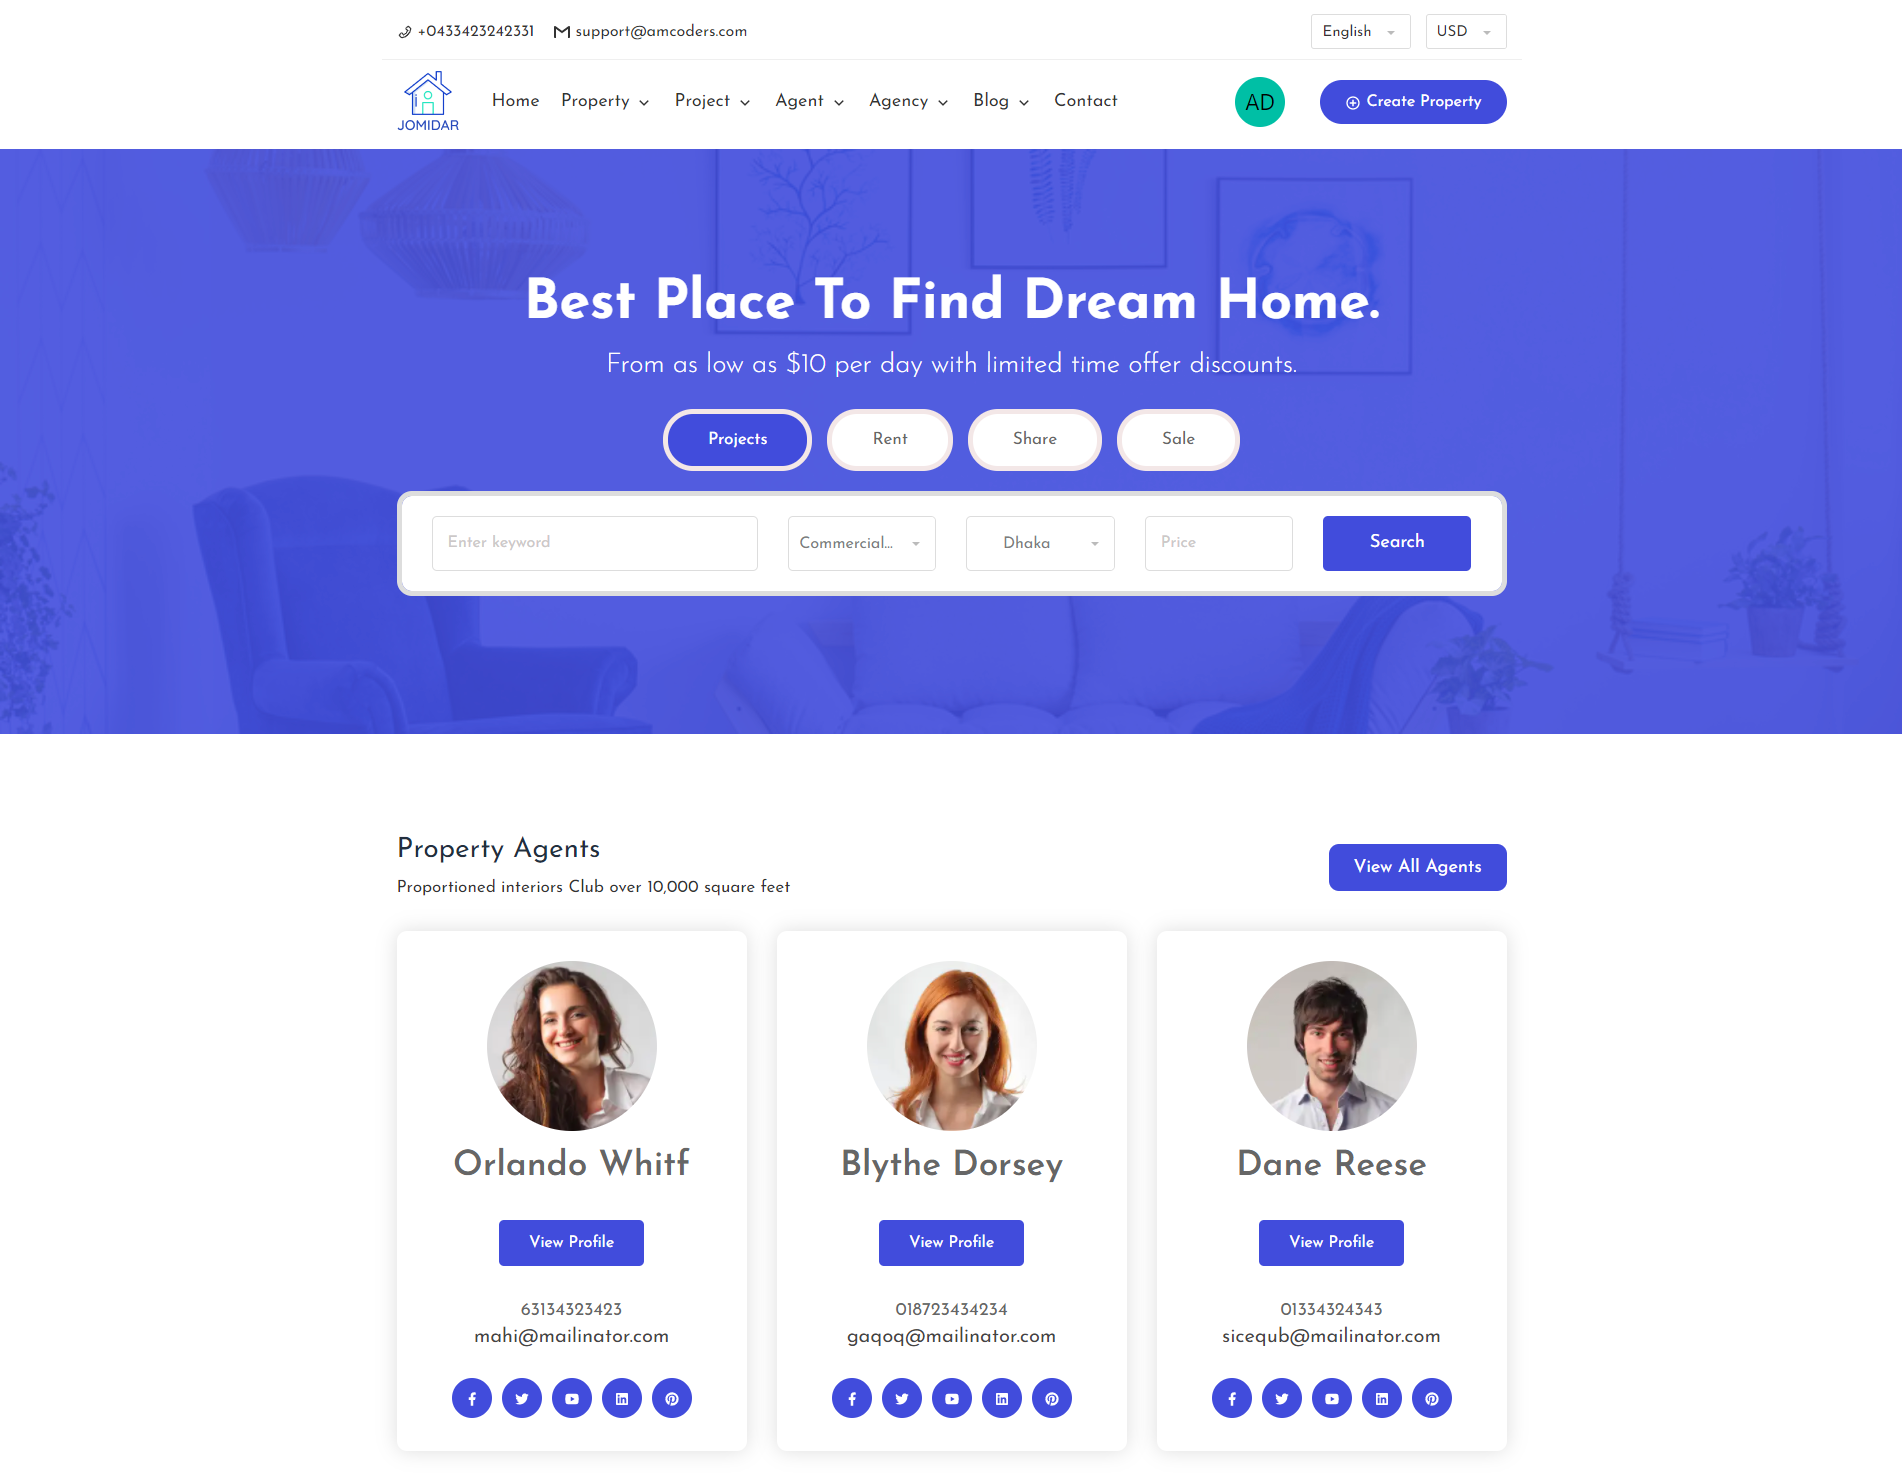 +0433423242331 support@amcoders.com English USD
JOMIDAR Home Property Project Agent Agency Blog Contact AD Create Property
Best Place To Find Dream Home.
From as low as $10 per day with limited time offer discounts.
Projects Rent Share Sale
Enter keyword Commercial... Dhaka Price Search
Property Agents
Proportioned interiors Club over 10,000 square feet
View All Agents
Orlando Whitf
View Profile
63134323423
mahi@mailinator.com
Blythe Dorsey
View Profile
018723434234
gaqoq@mailinator.com
Dane Reese
View Profile
01334324343
sicequb@mailinator.com